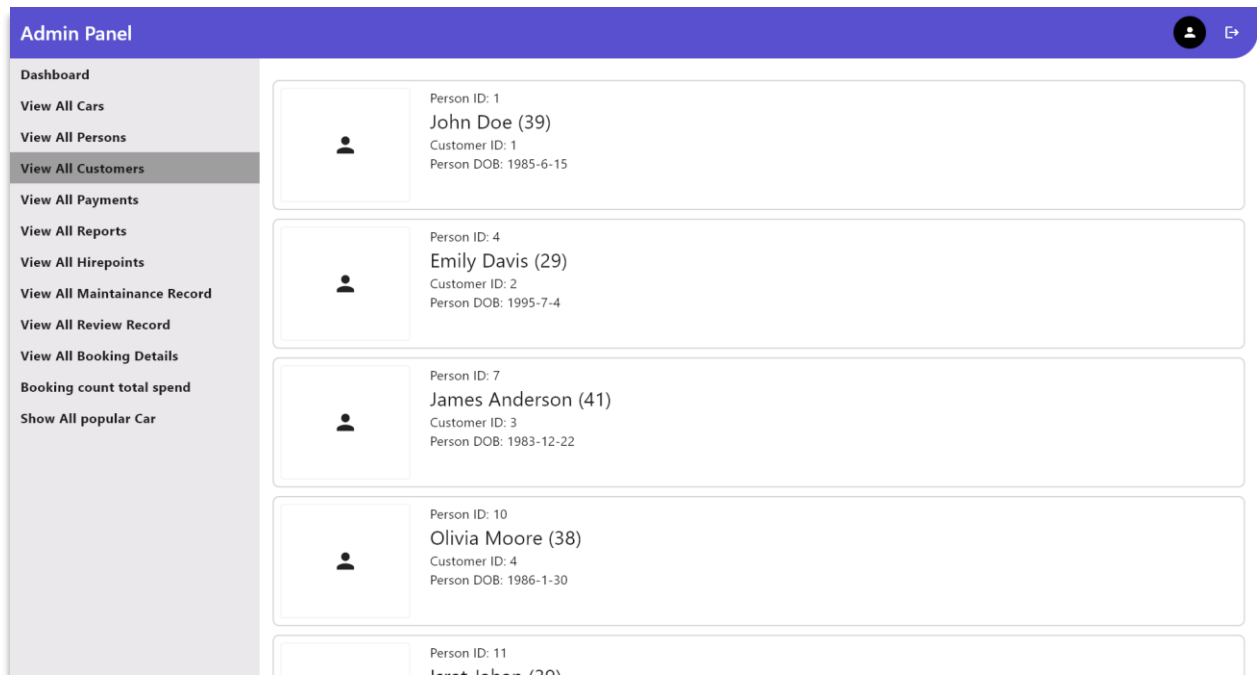 Admin Panel
Dashboard
View All Cars
View All Persons
View All Customers
View All Payments
View All Reports
View All Hirepoints
View All Maintainance Record
View All Review Record
View All Booking Details
Booking count total spend
Show All popular Car
Person ID: 1
John Doe (39)
Customer ID: 1
Person DOB: 1985-6-15
Person ID: 4
Emily Davis (29)
Customer ID: 2
Person DOB: 1995-7-4
Person ID: 7
James Anderson (41)
Customer ID: 3
Person DOB: 1983-12-22
Person ID: 10
Olivia Moore (38)
Customer ID: 4
Person DOB: 1986-1-30
Person ID: 11